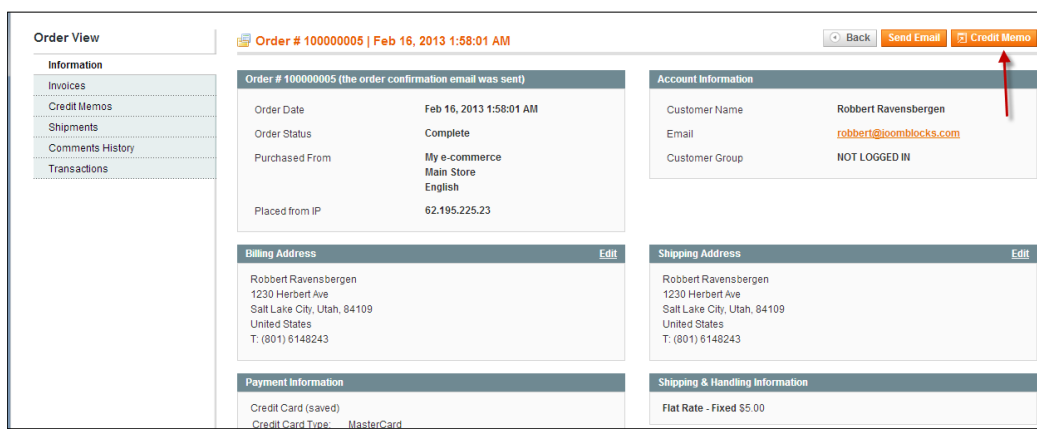 Order View
Information
Invoices
Credit Memos
Shipments
Comments History
Transactions
Order # 100000005 | Feb 16, 2013 1:58:01 AM
Back Send Email Credit Memo
Order # 100000005 (the order confirmation email was sent)
Order Date Feb 16, 2013 1:58:01 AM
Order Status Complete
Purchased From My e-commerce
Main Store
English
Placed from IP 62.195.225.23
Account Information
Customer Name Robbert Ravensbergen
Email robbert@joomblocks.com
Customer Group NOT LOGGED IN
Billing Address Edit
Robbert Ravensbergen
1230 Herbert Ave
Salt Lake City, Utah, 84109
United States
T: (801) 6148243
Shipping Address Edit
Robbert Ravensbergen
1230 Herbert Ave
Salt Lake City, Utah, 84109
United States
T: (801) 6148243
Payment Information
Credit Card (saved)
Credit Card Type: MasterCard
Shipping & Handling Information
Flat Rate - Fixed $5.00